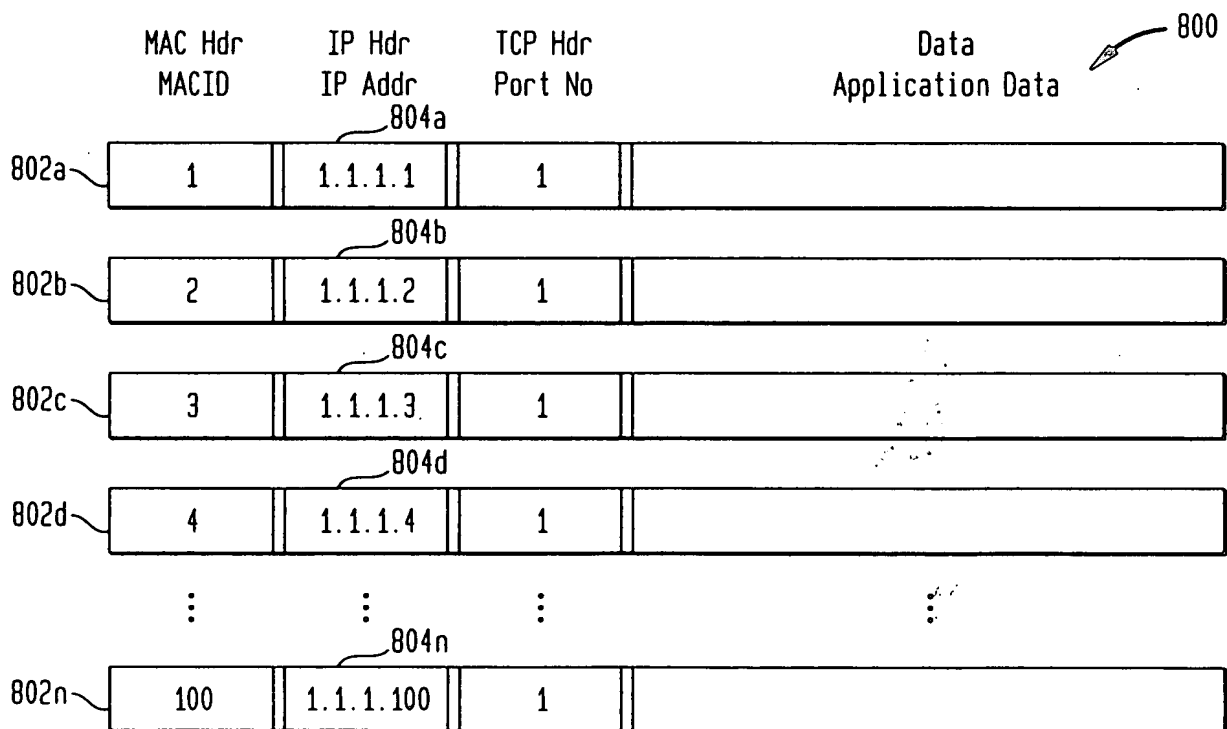 800
MAC Hdr IP Hdr TCP Hdr Data
MACID IP Addr Port No Application Data
804a
802a 1 1.1.1.1 1
804b
802b 2 1.1.1.2 1
804c
802c 3 1.1.1.3 1
804d
802d 4 1.1.1.4 1
804n
802n 100 1.1.1.100 1